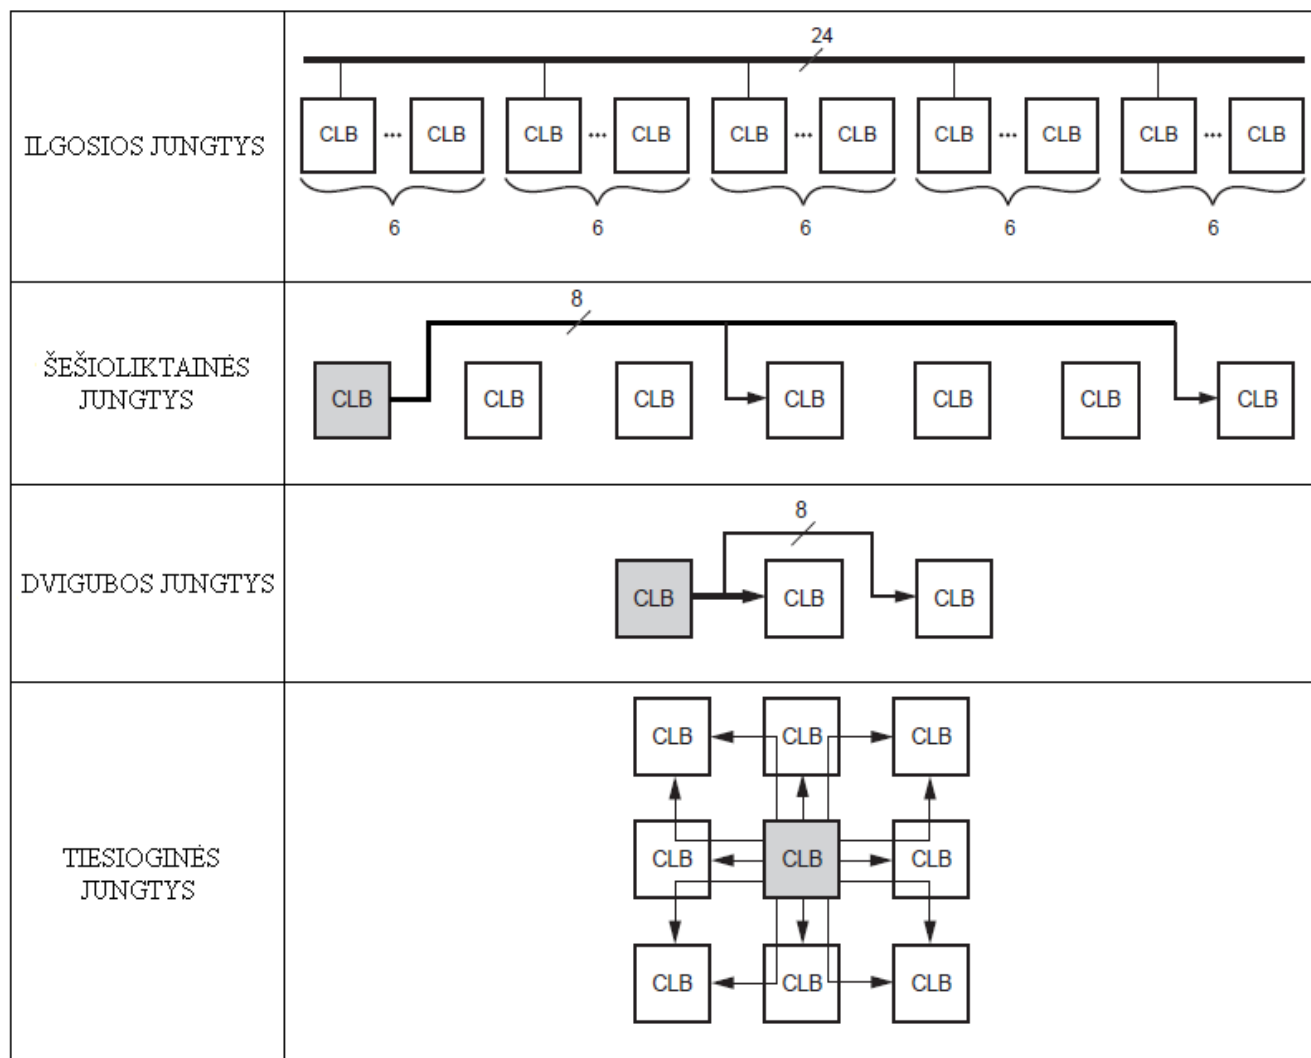 ILGOSIOS JUNGTYS
24
CLB ... CLB CLB ... CLB CLB ... CLB CLB ... CLB CLB ... CLB
6 6 6 6 6
ŠEŠIOLIKTAINĖS
JUNGTYS
8
CLB CLB CLB CLB CLB CLB CLB
DVIGUBOS JUNGTYS
8
CLB CLB CLB
TIESIOGINĖS
JUNGTYS
CLB CLB CLB
CLB CLB CLB
CLB CLB CLB